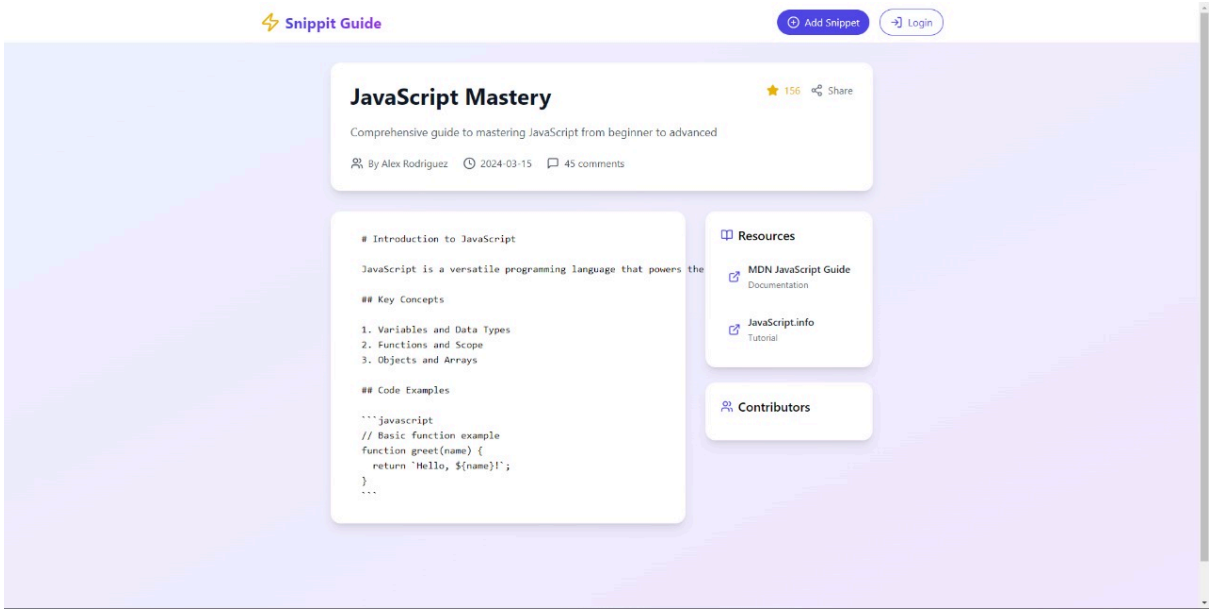 Snippit Guide
Add Snippet
Login
JavaScript Mastery
156
Share
Comprehensive guide to mastering JavaScript from beginner to advanced
By Alex Rodriguez
2024-03-15
45 comments
# Introduction to JavaScript
JavaScript is a versatile programming language that powers the
## Key Concepts
1. Variables and Data Types
2. Functions and Scope
3. Objects and Arrays
## Code Examples
```javascript
// Basic function example
function greet(name) {
  return `Hello, ${name}!`;
}
```
Resources
MDN JavaScript Guide
Documentation
JavaScript.info
Tutorial
Contributors